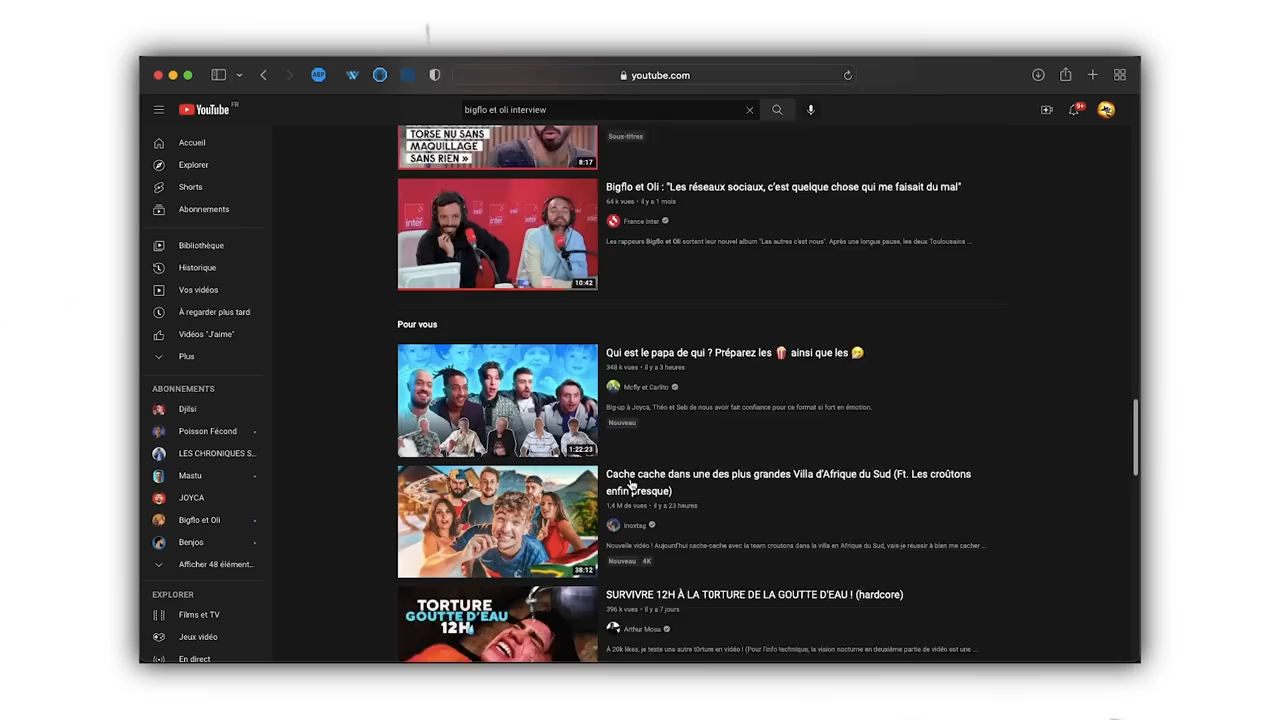 ABP
youtube.com
YouTube FR
bigflo et oli interview
9+
Accueil
Explorer
Shorts
Abonnements
Bibliothèque
Historique
Vos vidéos
À regarder plus tard
Vidéos "J'aime"
Plus
ABONNEMENTS
Djilsi
Poisson Fécond
LES CHRONIQUES S...
Mastu
JOYCA
Bigflo et Oli
Benjos
Afficher 48 élément...
EXPLORER
Films et TV
Jeux vidéo
En direct
TORSE NU SANS
MAQUILLAGE
SANS RIEN »
8:17
Sous-titres
inter
inter
10:42
Bigflo et Oli : "Les réseaux sociaux, c'est quelque chose qui me faisait du mal"
64 k vues • il y a 1 mois
France Inter
Les rappeurs Bigflo et Oli sortent leur nouvel album "Les autres c'est nous". Après une longue pause, les deux Toulousains ...
Pour vous
1:22:23
Qui est le papa de qui ? Préparez les 🍿 ainsi que les 🤧
348 k vues • il y a 3 heures
Mcfly et Carlito
Big-up à Joyca, Théo et Seb de nous avoir fait confiance pour ce format si fort en émotion.
Nouveau
38:12
Cache cache dans une des plus grandes Villa d'Afrique du Sud (Ft. Les croûtons
enfin presque)
1,4 M de vues • il y a 23 heures
Inoxtag
Nouvelle vidéo ! Aujourd'hui cache-cache avec la team croutons dans la villa en Afrique du Sud, vais-je réussir à bien me cacher ...
Nouveau 4K
TORTURE
GOUTTE D'EAU
12H
SURVIVRE 12H À LA T0RTURE DE LA GOUTTE D'EAU ! (hardcore)
396 k vues • il y a 7 jours
Arthur Mosa
À 20k likes, je teste une autre t0rture en vidéo ! (Pour l'info technique, la vision nocturne en deuxième partie de vidéo est une ...